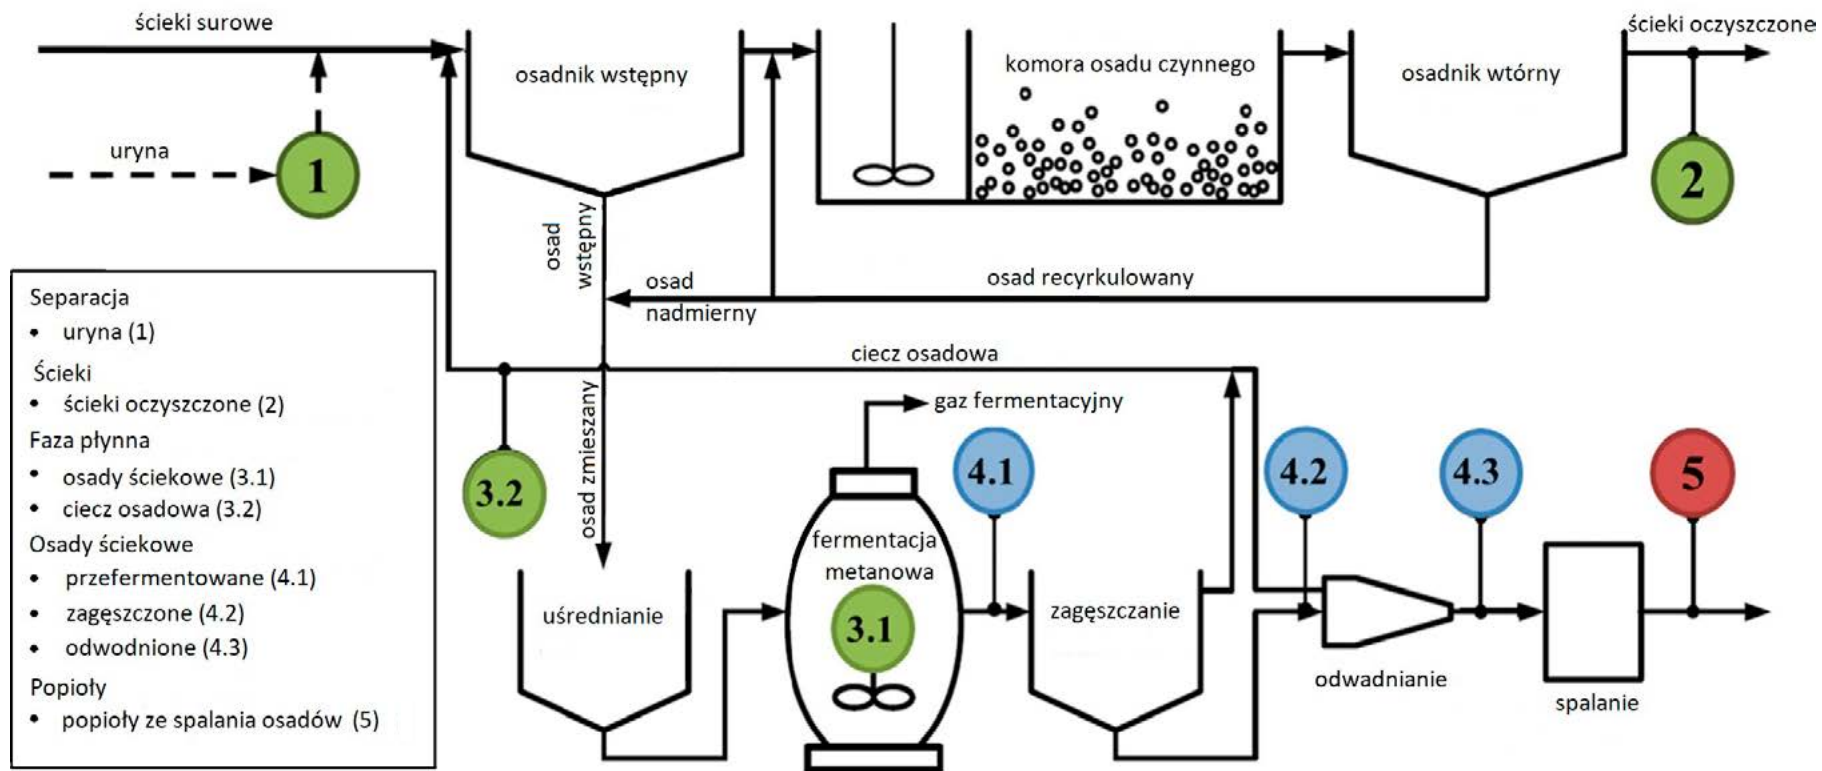 ścieki surowe
ścieki oczyszczone
osadnik wstępny
komora osadu czynnego
osadnik wtórny
uryna
1
2
osad
wstępny
osad
nadmierny
osad recyrkulowany
Separacja
• uryna (1)
Ścieki
• ścieki oczyszczone (2)
Faza płynna
• osady ściekowe (3.1)
• ciecz osadowa (3.2)
Osady ściekowe
• przefermentowane (4.1)
• zagęszczone (4.2)
• odwodnione (4.3)
Popioły
• popioły ze spalania osadów (5)
ciecz osadowa
osad zmieszany
gaz fermentacyjny
3.2
4.1
4.2
4.3
5
fermentacja
metanowa
3.1
uśrednianie
zagęszczanie
odwadnianie
spalanie